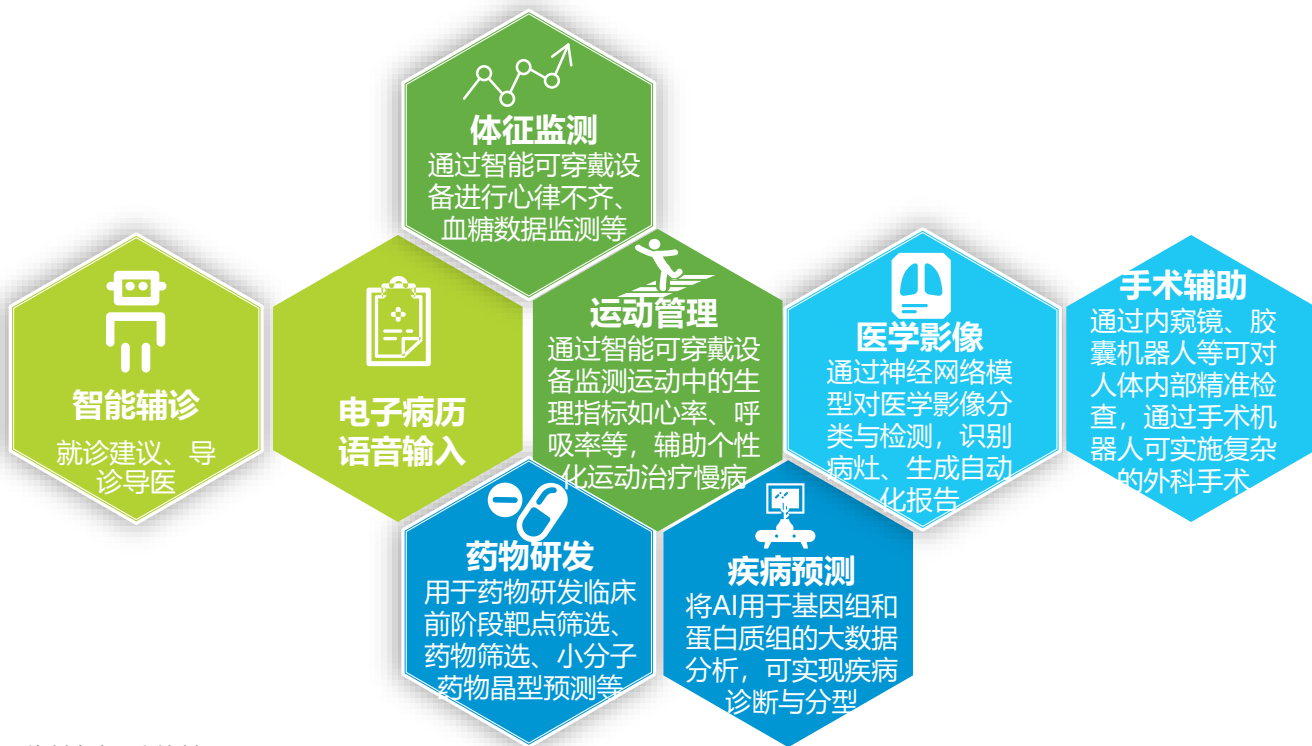 体征监测
通过智能可穿戴设
备进行心律不齐、
血糖数据监测等
智能辅诊
就诊建议、导
诊导医
电子病历
语音输入
运动管理
通过智能可穿戴设
备监测运动中的生
理指标如心率、呼
吸率等，辅助个性
化运动治疗慢病
医学影像
通过神经网络模
型对医学影像分
类与检测，识别
病灶、生成自动
化报告
手术辅助
通过内窥镜、胶
囊机器人等可对
人体内部精准检
查，通过手术机
器人可实施复杂
的外科手术
药物研发
用于药物研发临床
前阶段靶点筛选、
药物筛选、小分子
药物晶型预测等
疾病预测
将AI用于基因组和
蛋白质组的大数据
分析，可实现疾病
诊断与分型